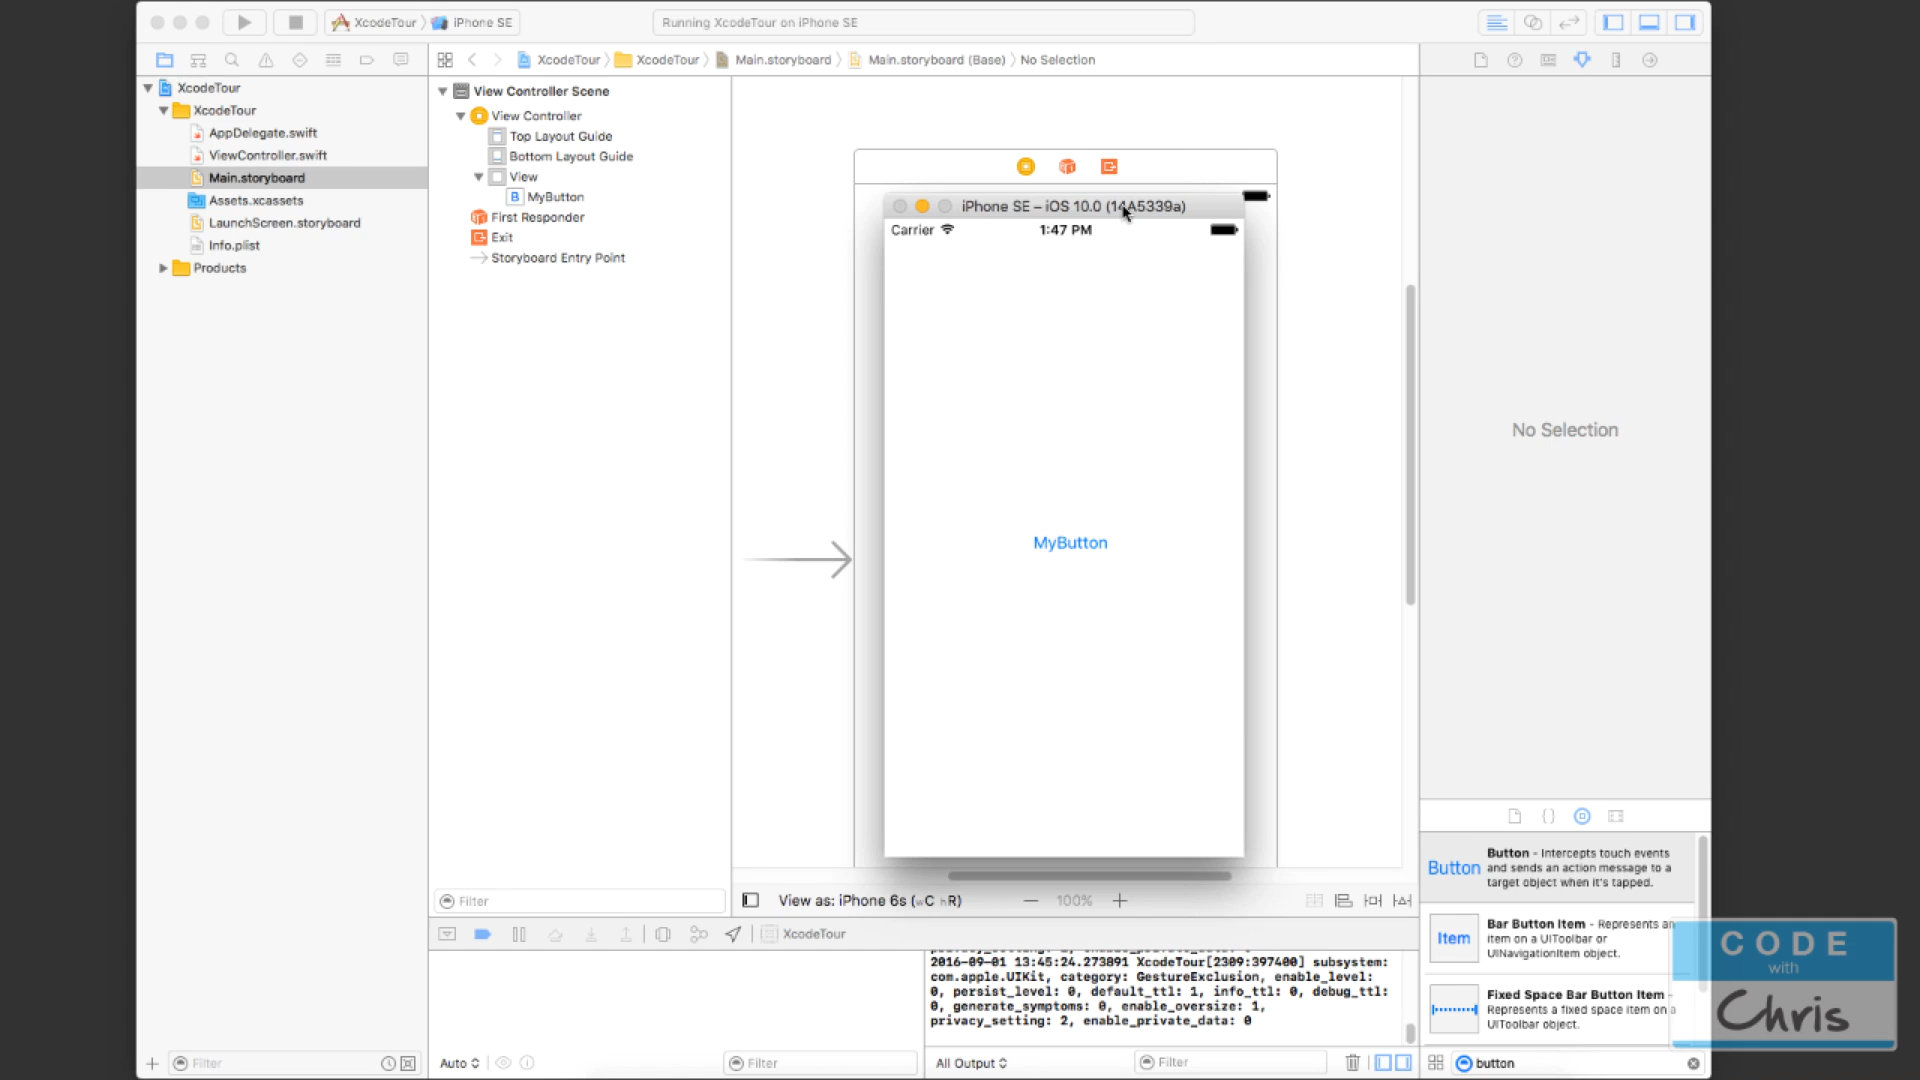 XcodeTour 〉 iPhone SE
Running XcodeTour on iPhone SE
XcodeTour 〉 XcodeTour 〉 Main.storyboard 〉 Main.storyboard (Base) 〉 No Selection
XcodeTour
XcodeTour
AppDelegate.swift
ViewController.swift
Main.storyboard
Assets.xcassets
LaunchScreen.storyboard
Info.plist
Products
View Controller Scene
View Controller
Top Layout Guide
Bottom Layout Guide
View
B MyButton
First Responder
Exit
Storyboard Entry Point
iPhone SE – iOS 10.0 (14A5339a)
Carrier 1:47 PM
MyButton
No Selection
Filter
View as: iPhone 6s (wC hR)
100%
XcodeTour
2016-09-01 13:45:24.273891 XcodeTour[2309:397400] subsystem:
com.apple.UIKit, category: GestureExclusion, enable_level:
0, persist_level: 0, default_ttl: 1, info_ttl: 0, debug_ttl:
0, generate_symptoms: 0, enable_oversize: 1,
privacy_setting: 2, enable_private_data: 0
Button
Button - Intercepts touch events
and sends an action message to a
target object when it's tapped.
Item
Bar Button Item - Represents an
item on a UIToolbar or
UINavigationItem object.
Fixed Space Bar Button Item -
Represents a fixed space item on a
UIToolbar object.
Filter
Auto
Filter
All Output
Filter
button
CODE
with
Chris